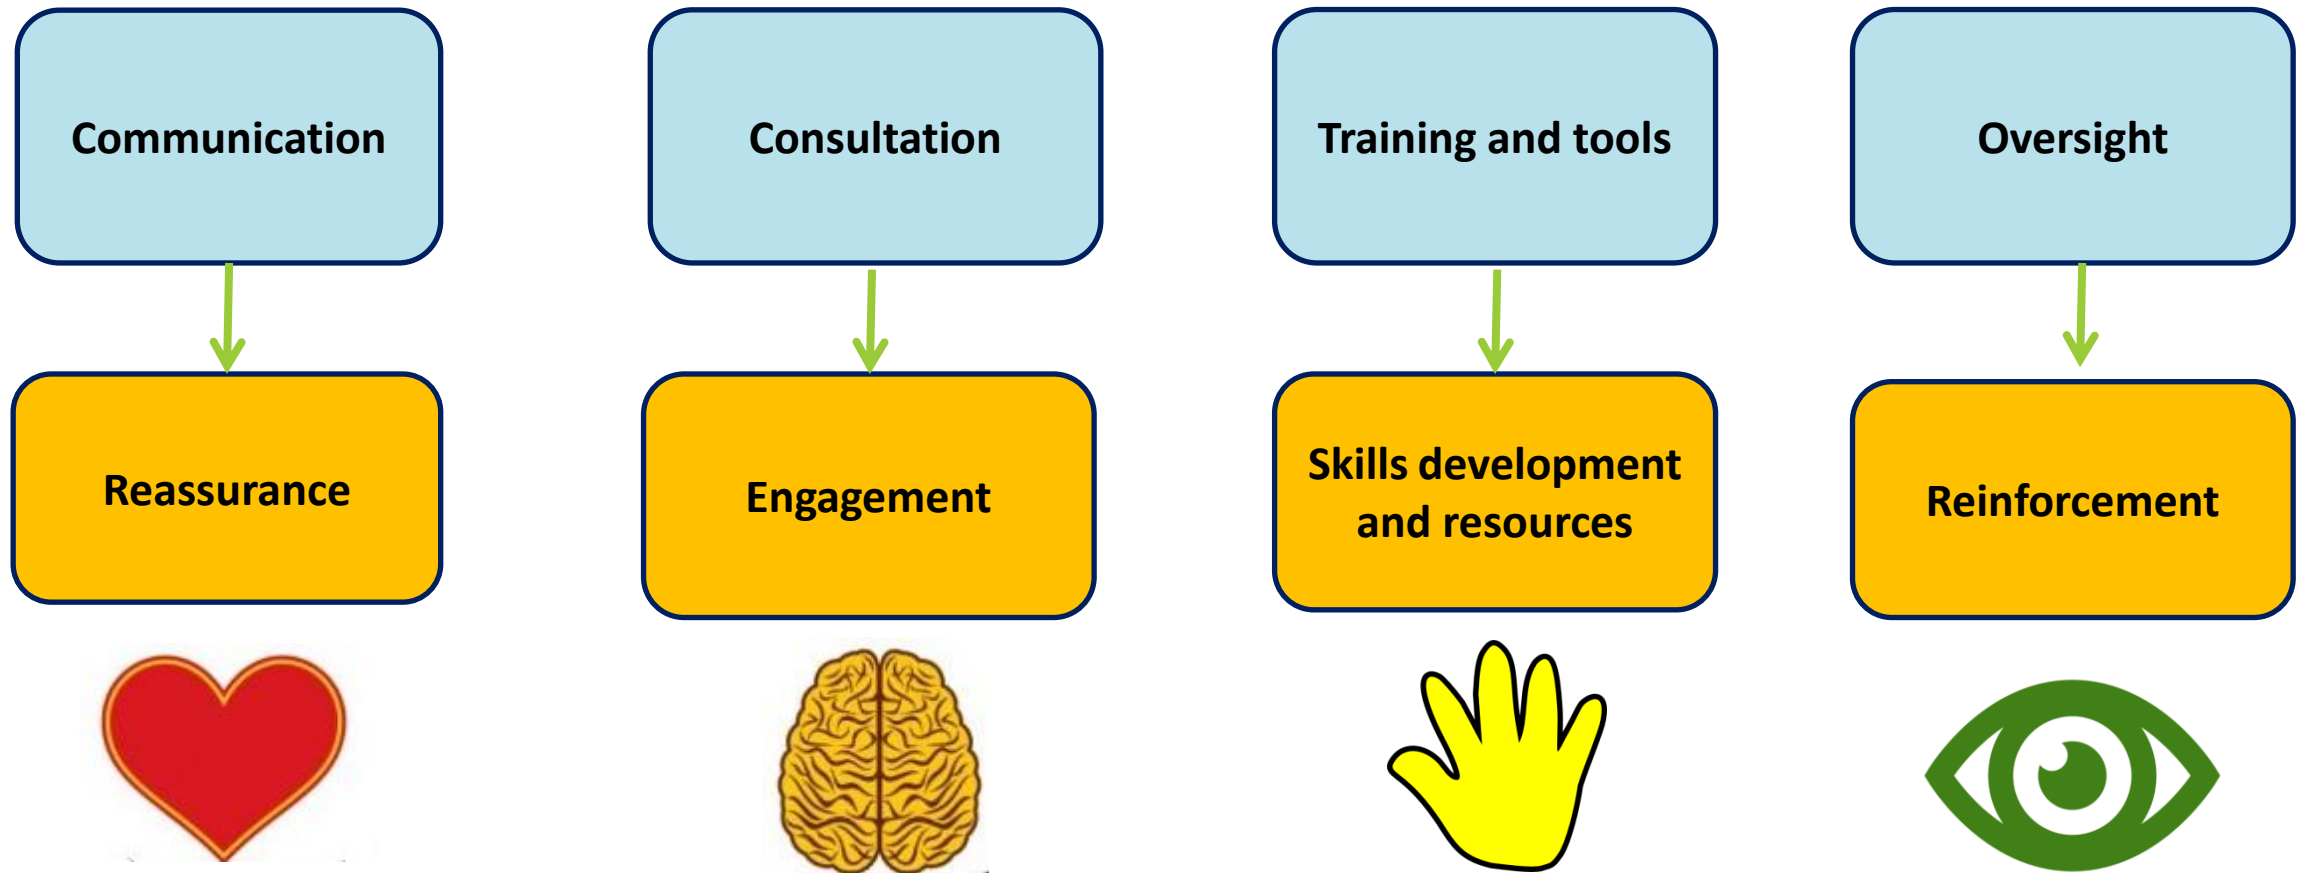 Communication
Consultation
Training and tools
Oversight
Reassurance
Engagement
Skills development
and resources
Reinforcement